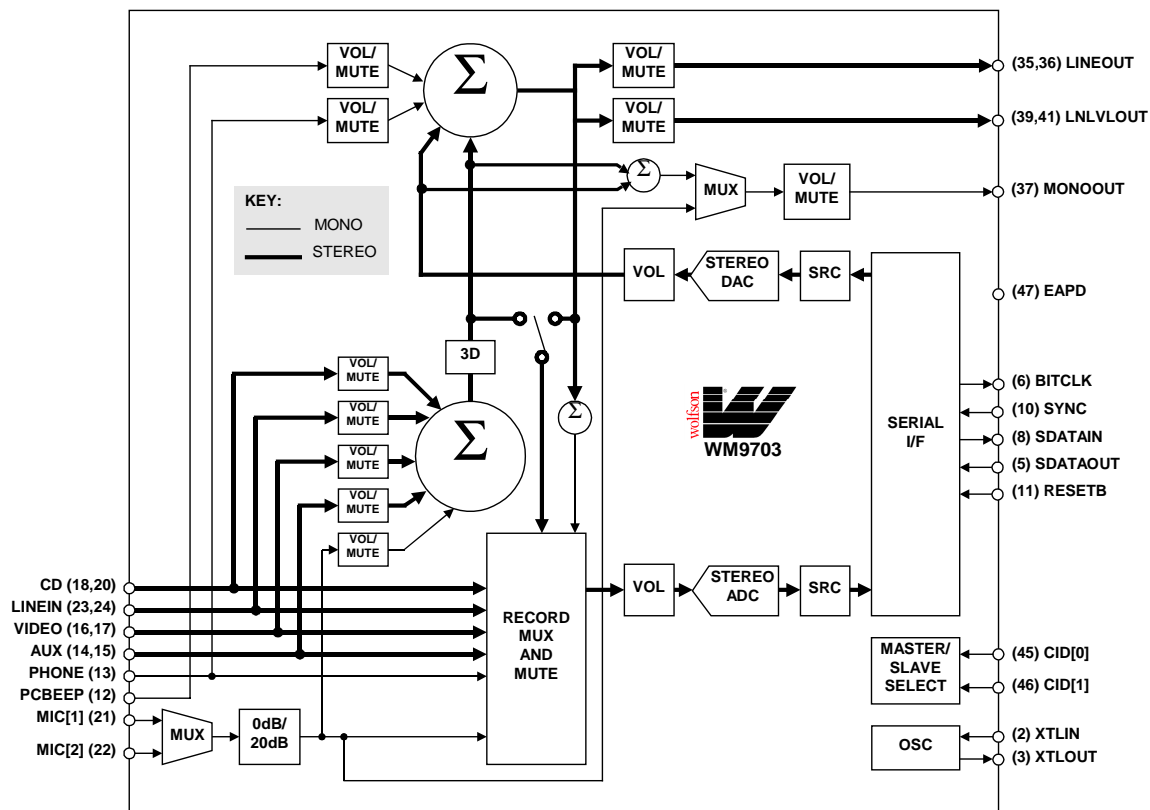 VOL/
MUTE
VOL/
MUTE
Σ
VOL/
MUTE
VOL/
MUTE
(35,36) LINEOUT
(39,41) LNLVLOUT
Σ
MUX
VOL/
MUTE
(37) MONOOUT
KEY:
MONO
STEREO
VOL
STEREO
DAC
SRC
(47) EAPD
3D
VOL/
MUTE
VOL/
MUTE
VOL/
MUTE
VOL/
MUTE
VOL/
MUTE
Σ
Σ
wolfson
WM9703
SERIAL
I/F
(6) BITCLK
(10) SYNC
(8) SDATAIN
(5) SDATAOUT
(11) RESETB
CD (18,20)
LINEIN (23,24)
VIDEO (16,17)
AUX (14,15)
PHONE (13)
PCBEEP (12)
MIC[1] (21)
MIC[2] (22)
MUX
0dB/
20dB
RECORD
MUX
AND
MUTE
VOL
STEREO
ADC
SRC
MASTER/
SLAVE
SELECT
(45) CID[0]
(46) CID[1]
OSC
(2) XTLIN
(3) XTLOUT